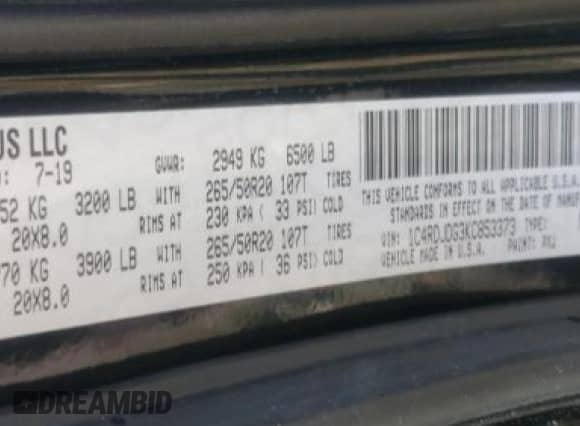 US LLC
7-19
GVWR: 2949 KG 6500 LB
52 KG 3200 LB WITH 265/50R20 107T TIRES
20X8.0 RIMS AT 230 KPA ( 33 PSI) COLD
70 KG 3900 LB WITH 265/50R20 107T TIRES
20X8.0 RIMS AT 250 KPA ( 36 PSI) COLD
THIS VEHICLE CONFORMS TO ALL APPLICABLE U.S.A.
STANDARDS IN EFFECT ON THE DATE OF MANUF
VIN: 1C4RDJDG3KC853373 TYPE:
VEHICLE MADE IN U.S.A. PAINT: PXJ
DREAMBID